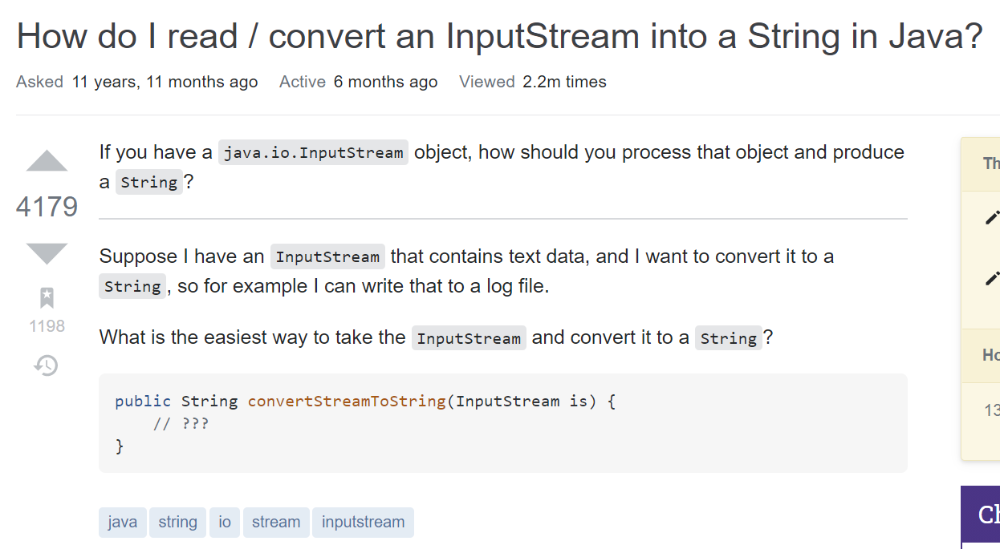 How do I read / convert an InputStream into a String in Java?
Asked 11 years, 11 months ago Active 6 months ago Viewed 2.2m times
If you have a java.io.InputStream object, how should you process that object and produce
a String?
4179
Suppose I have an InputStream that contains text data, and I want to convert it to a
String, so for example I can write that to a log file.
1198
What is the easiest way to take the InputStream and convert it to a String?
public String convertStreamToString(InputStream is) {
    // ???
}
java string io stream inputstream
Th
Ho
13